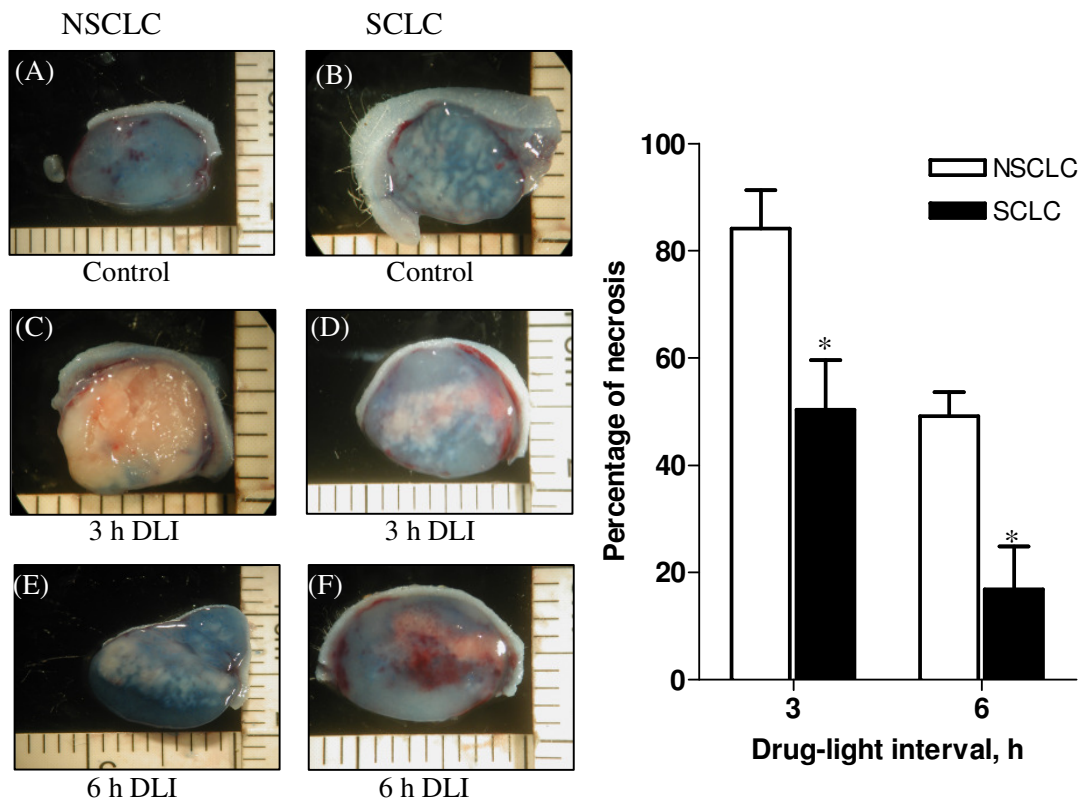 NSCLC SCLC
(A) (B)
Control Control
(C) (D)
3 h DLI 3 h DLI
(E) (F)
6 h DLI 6 h DLI
100
80
60
40
20
0
Percentage of necrosis
NSCLC
SCLC
*
*
3 6
Drug-light interval, h